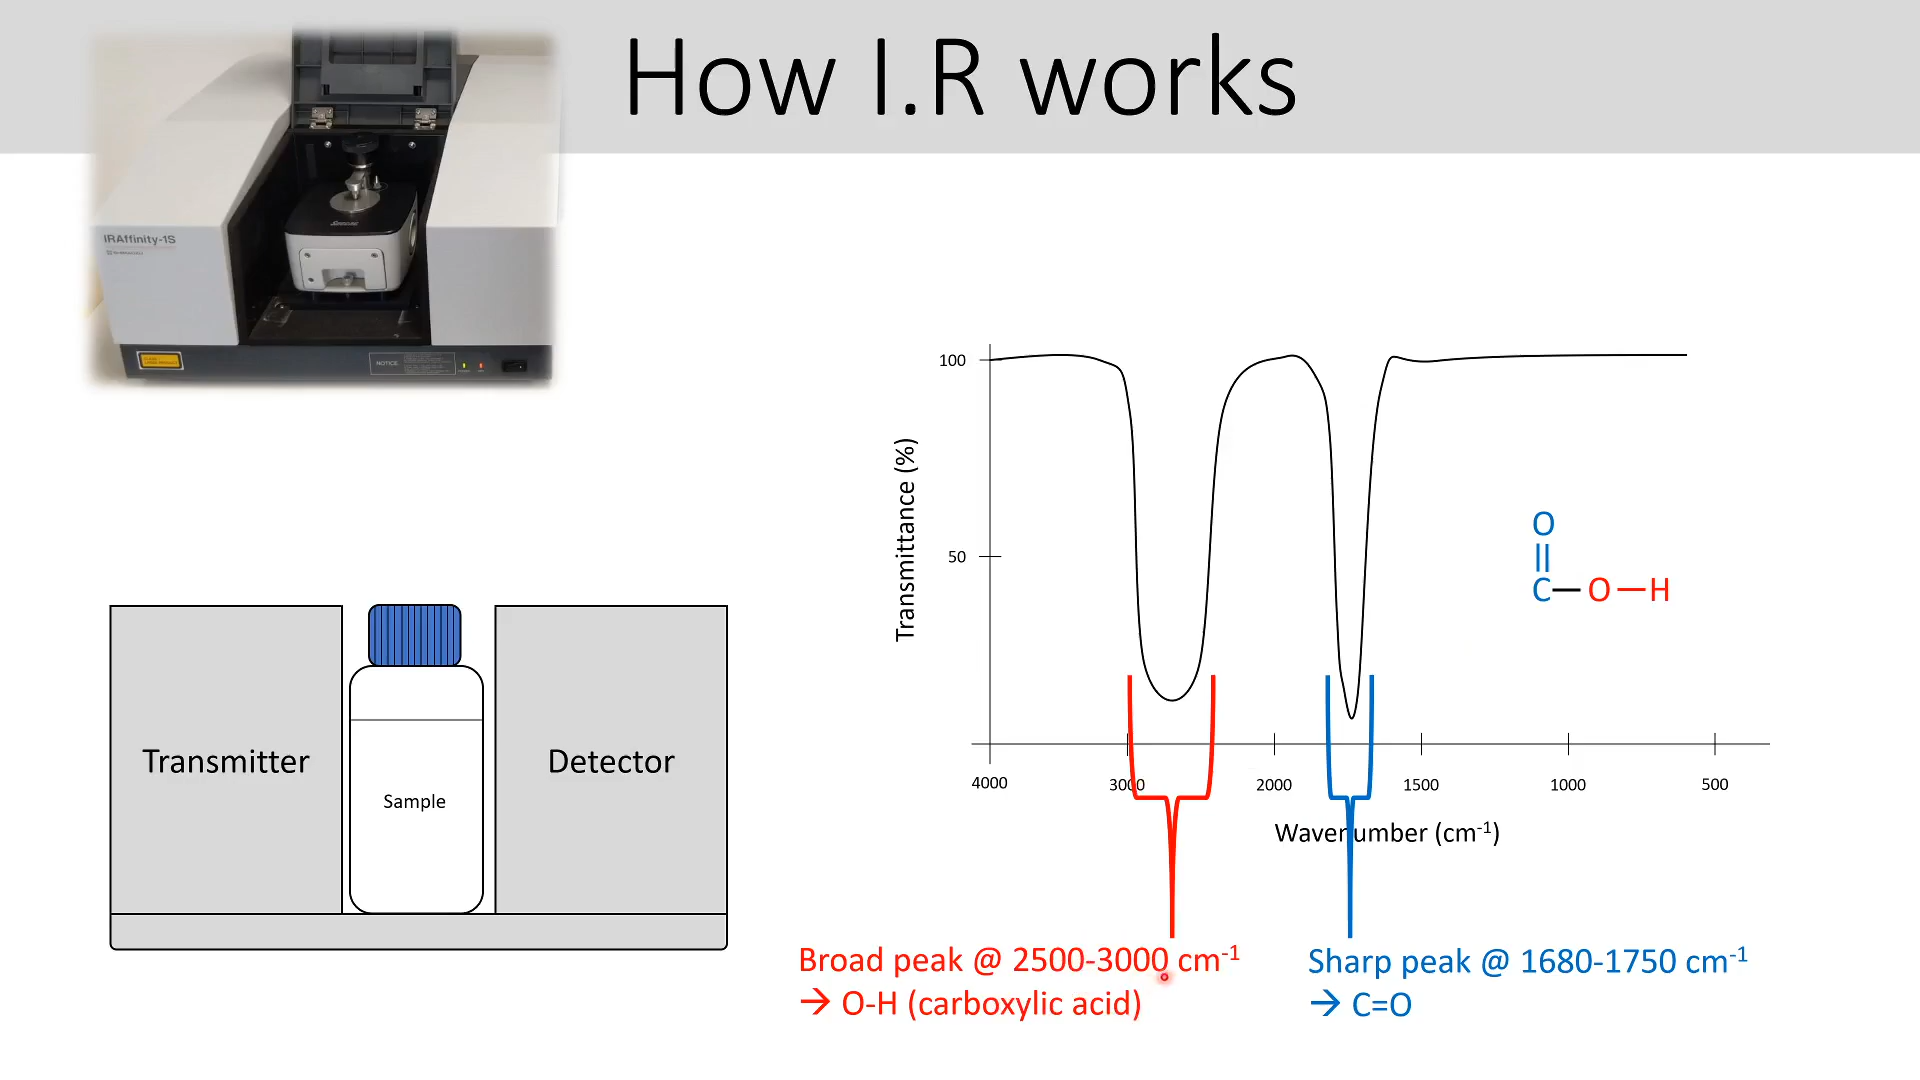 How I.R works
IRAffinity-1S
NOTICE
100
50
Transmittance (%)
O
||
C—O—H
4000 3000 2000 1500 1000 500
Wavenumber (cm⁻¹)
Transmitter
Sample
Detector
Broad peak @ 2500-3000 cm⁻¹
→ O-H (carboxylic acid)
Sharp peak @ 1680-1750 cm⁻¹
→ C=O